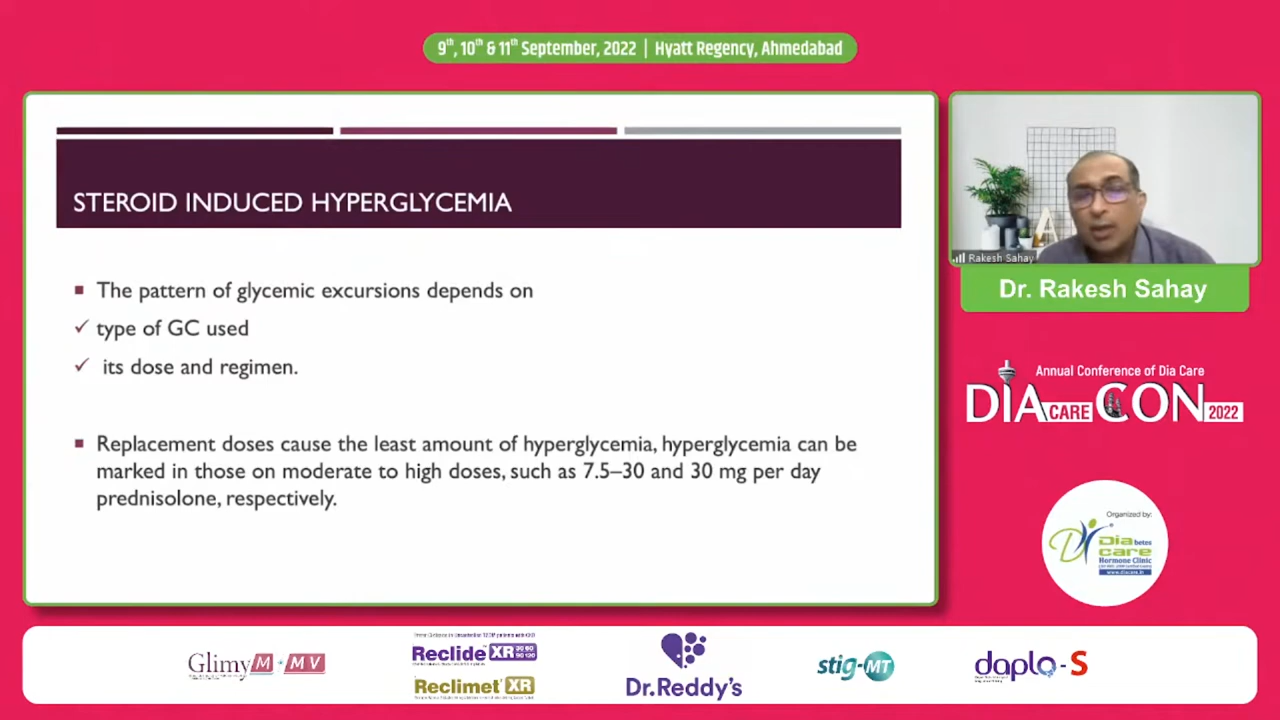 9th, 10th & 11th September, 2022 | Hyatt Regency, Ahmedabad
STEROID INDUCED HYPERGLYCEMIA
■ The pattern of glycemic excursions depends on
✓ type of GC used
✓ its dose and regimen.
■ Replacement doses cause the least amount of hyperglycemia, hyperglycemia can be
marked in those on moderate to high doses, such as 7.5–30 and 30 mg per day
prednisolone, respectively.
Rakesh Sahay
Dr. Rakesh Sahay
Annual Conference of Dia Care
DIA CARE CON 2022
Organized by:
Diabetes
care
Hormone Clinic
www.diacare.in
Glimy M - MV
Reclide XR
Reclimet XR
Dr.Reddy's
stig-MT
daplo-S